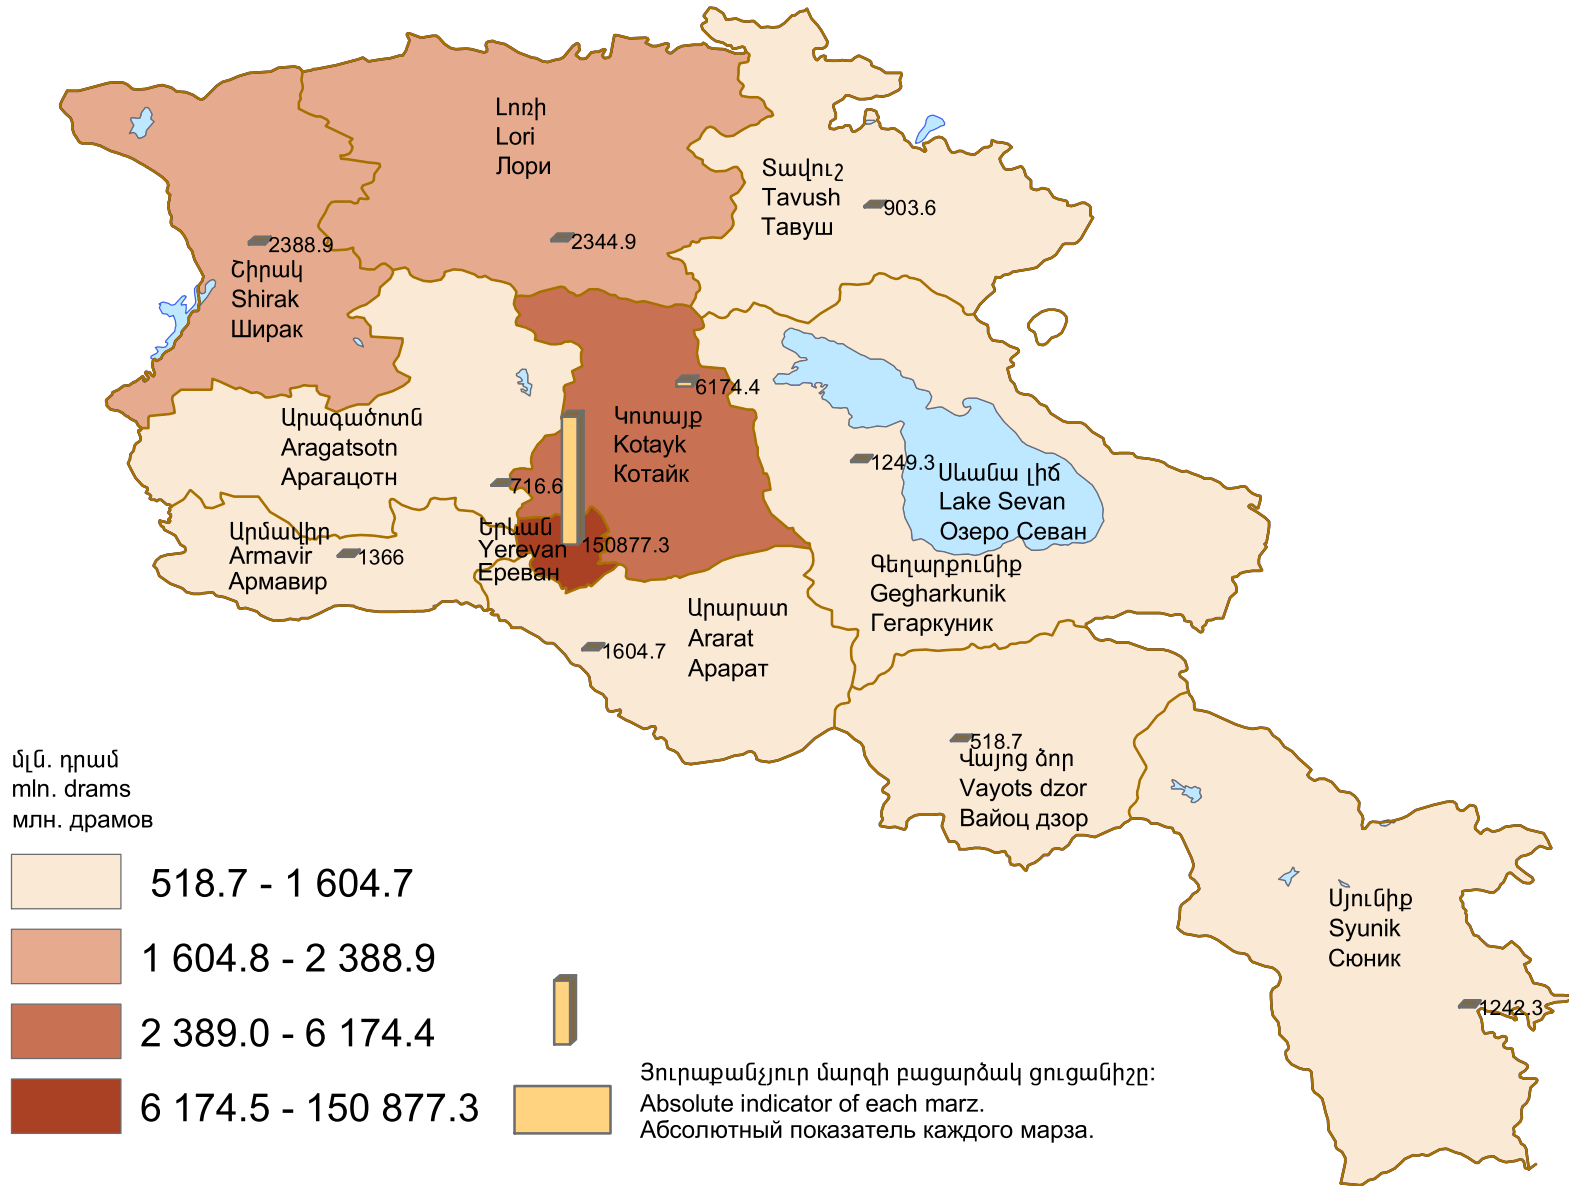 Լոռի
Lori
Лори
2344.9
Տավուշ
Tavush
Тавуш
903.6
2388.9
Շիրակ
Shirak
Ширак
6174.4
Կոտայք
Kotayk
Котайк
Արագածոտն
Aragatsotn
Арагацотн
716.6
1249.3
Սևանա լիճ
Lake Sevan
Озеро Севан
Արմավիր
Armavir
Армавир
1366
Երևան
Yerevan
Ереван
150877.3
Գեղարքունիք
Gegharkunik
Гегаркуник
Արարատ
Ararat
Арарат
1604.7
518.7
Վայոց ձոր
Vayots dzor
Вайоц дзор
Սյունիք
Syunik
Сюник
1242.3
մլն. դրամ
mln. drams
млн. драмов
518.7 - 1 604.7
1 604.8 - 2 388.9
2 389.0 - 6 174.4
6 174.5 - 150 877.3
Յուրաքանչյուր մարզի բացարձակ ցուցանիշը:
Absolute indicator of each marz.
Абсолютный показатель каждого марза.